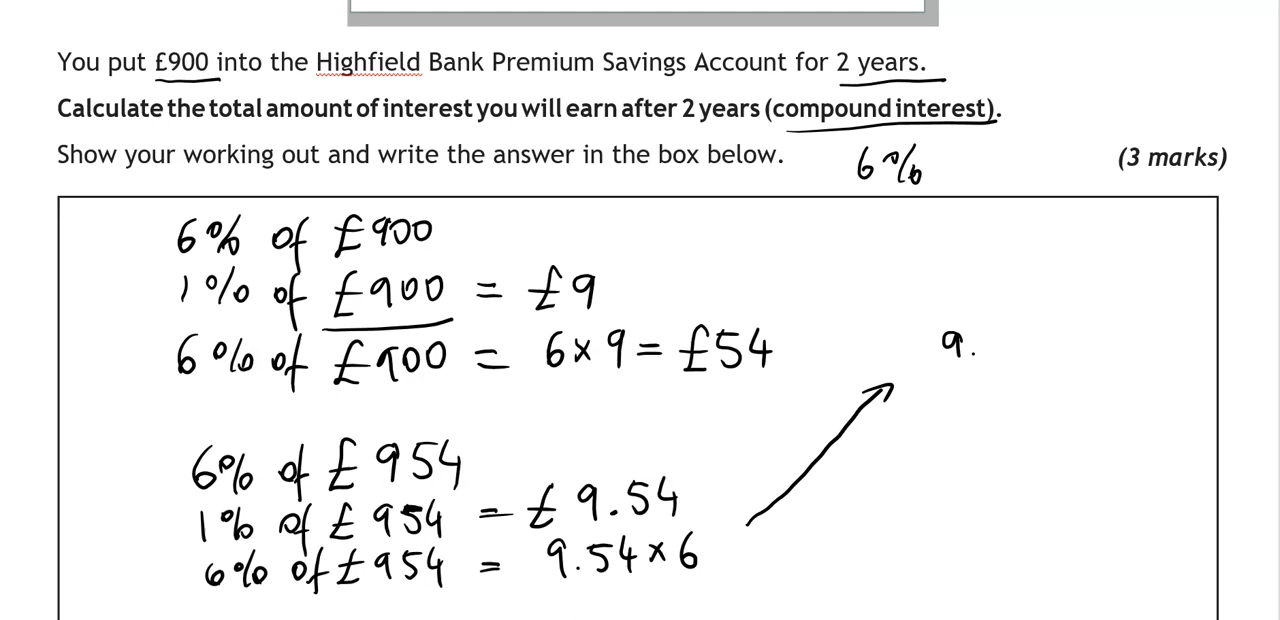 You put £900 into the Highfield Bank Premium Savings Account for 2 years.
Calculate the total amount of interest you will earn after 2 years (compound interest).
Show your working out and write the answer in the box below.
6%
(3 marks)
6% of £900
1% of £900 = £9
6% of £900 = 6 x 9 = £54
9.
6% of £954
1% of £954 = £9.54
6% of £954 = 9.54 x 6